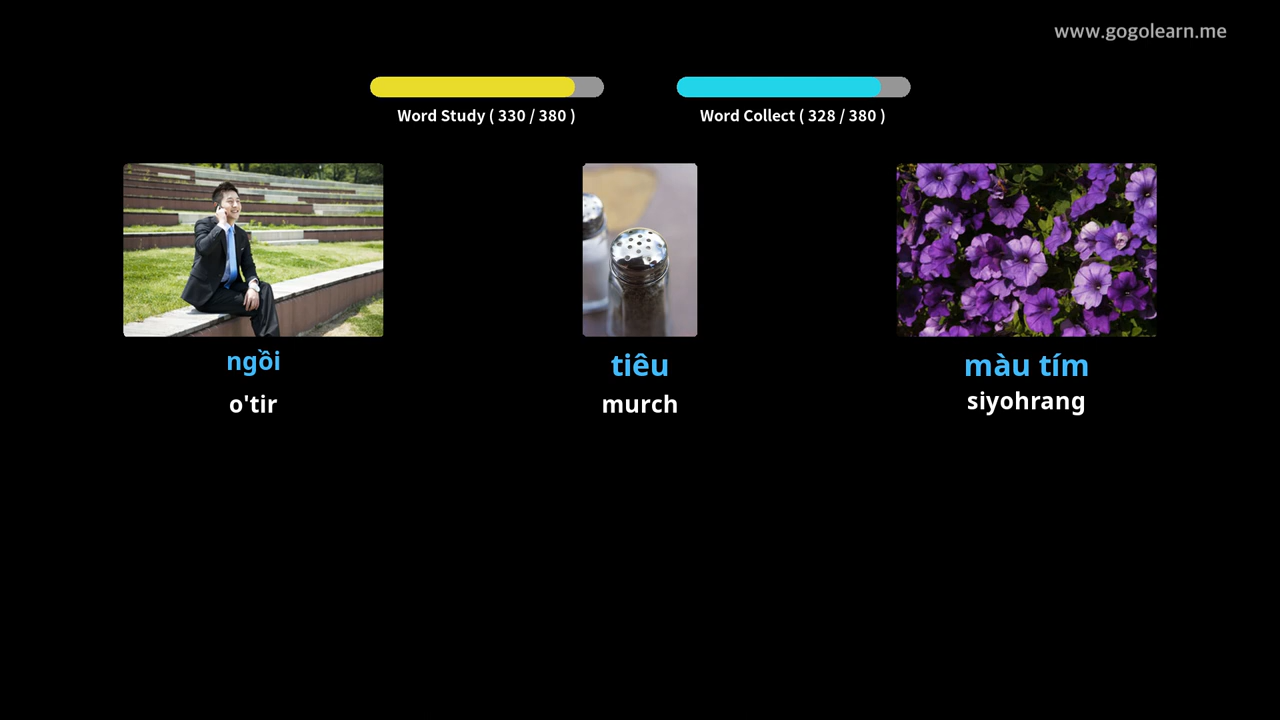 www.gogolearn.me
Word Study ( 330 / 380 )
Word Collect ( 328 / 380 )
ngồi
o'tir
tiêu
murch
màu tím
siyohrang